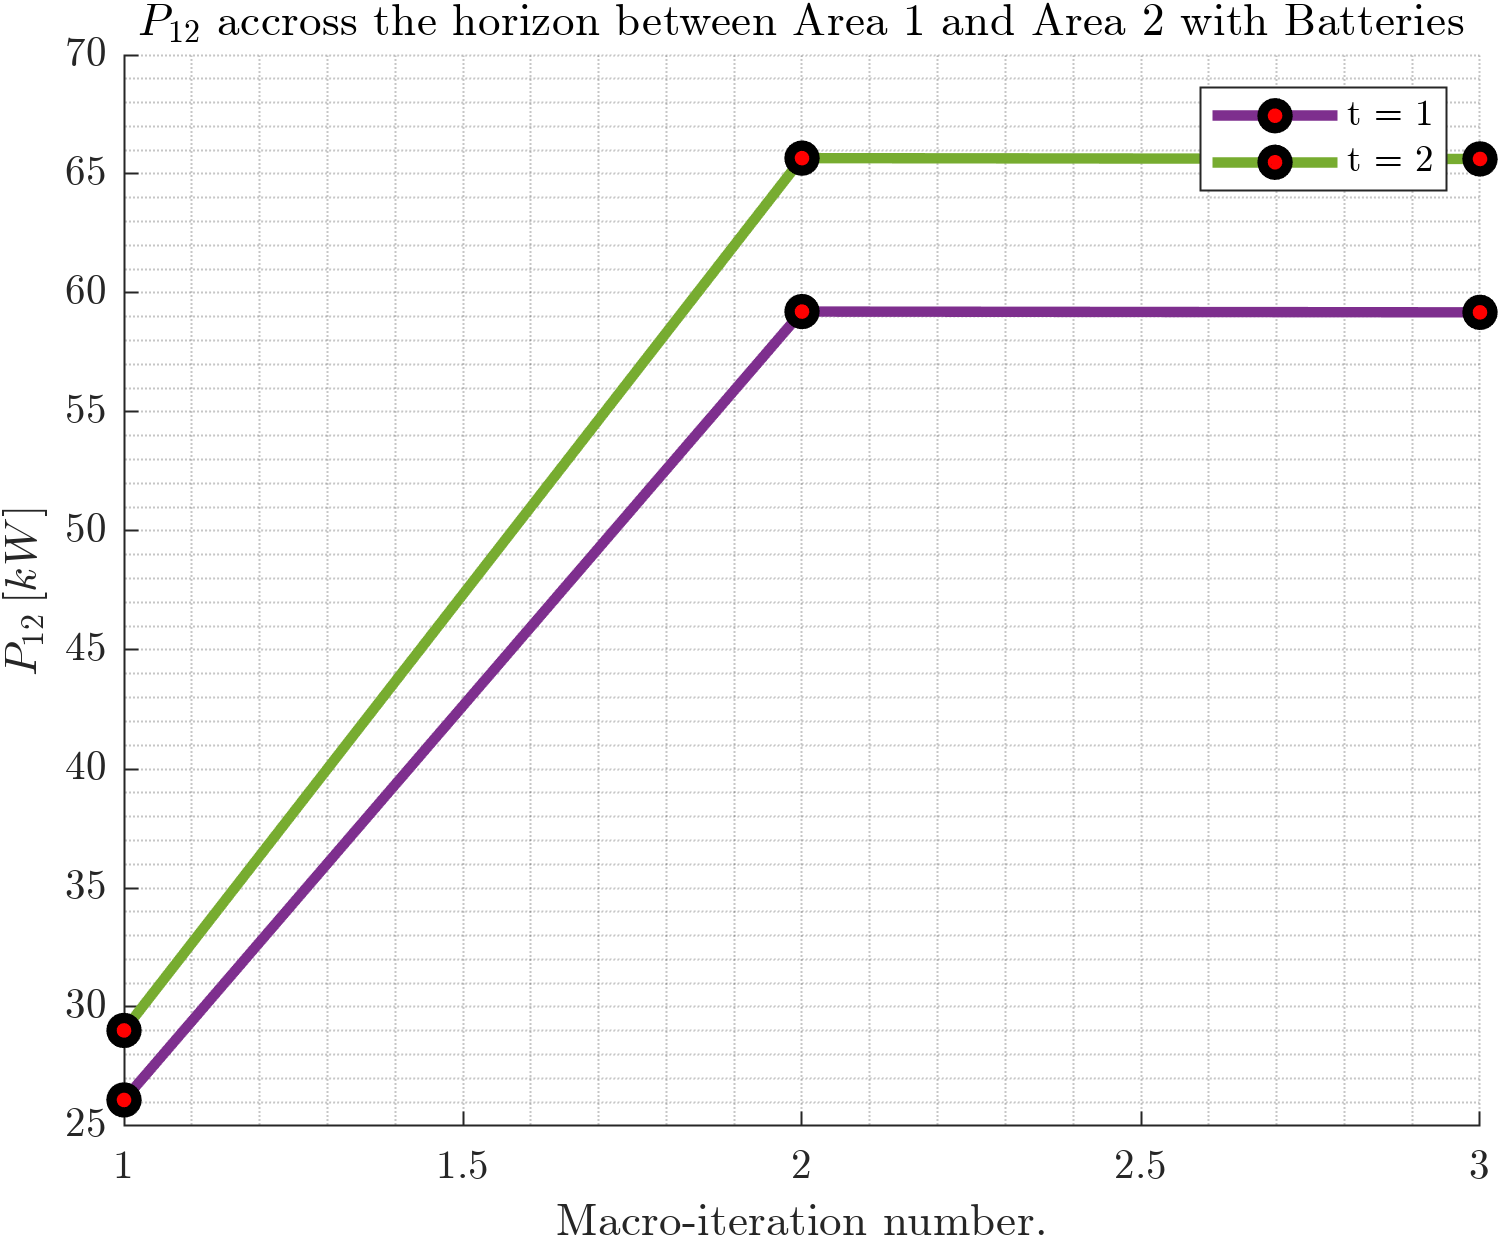 P₁₂ accross the horizon between Area 1 and Area 2 with Batteries
t = 1
t = 2
P₁₂ [kW]
70
65
60
55
50
45
40
35
30
25
1 1.5 2 2.5 3
Macro-iteration number.